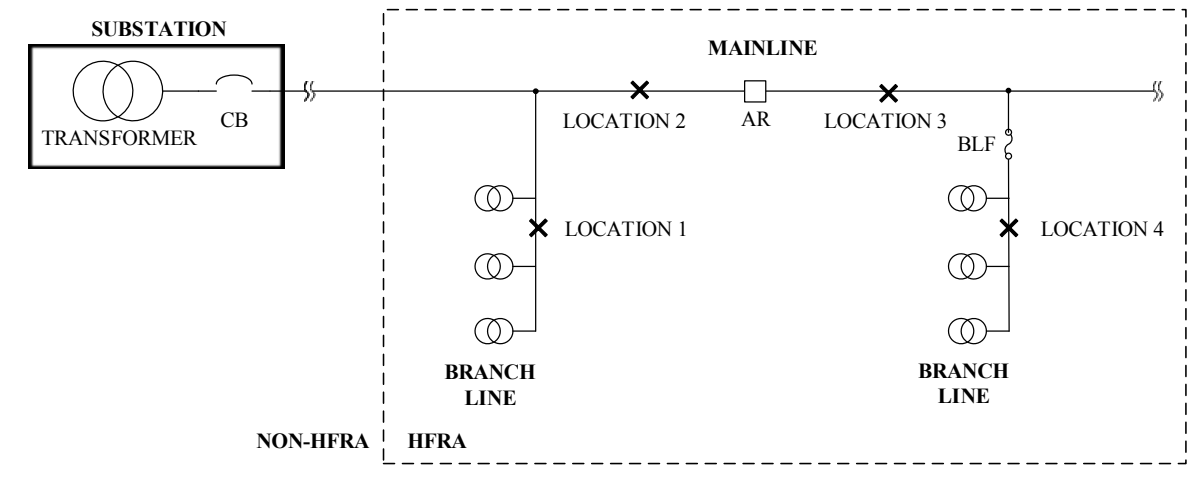 SUBSTATION
TRANSFORMER
CB
MAINLINE
LOCATION 2
AR
LOCATION 3
BLF
LOCATION 1
LOCATION 4
BRANCH
LINE
BRANCH
LINE
NON-HFRA
HFRA